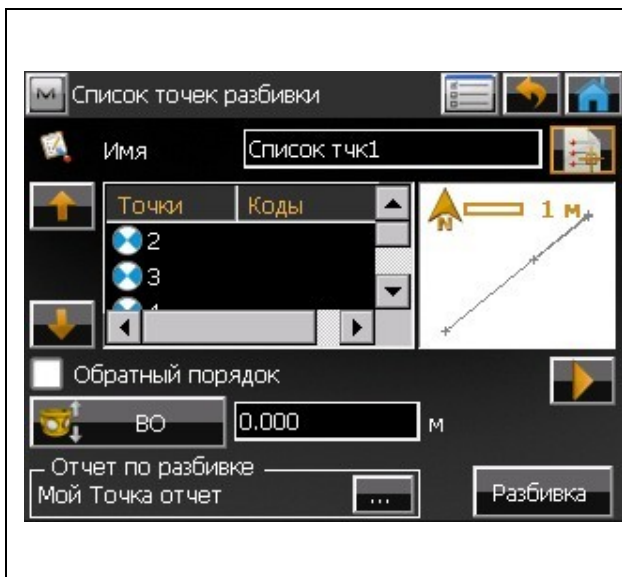 Список точек разбивки
Имя
Список тчк1
Точки Коды
2
3
N 1 м
Обратный порядок
ВО 0.000 м
Отчет по разбивке
Мой Точка отчет ...
Разбивка